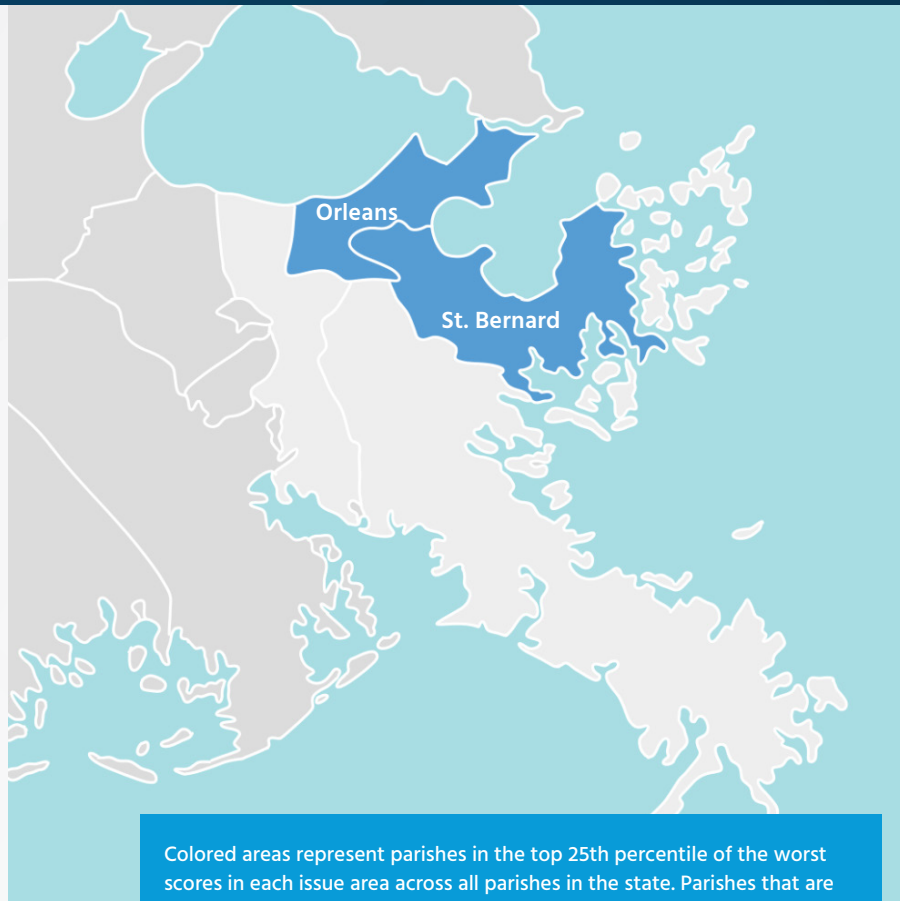 Orleans
St. Bernard
Colored areas represent parishes in the top 25th percentile of the worst
scores in each issue area across all parishes in the state. Parishes that are